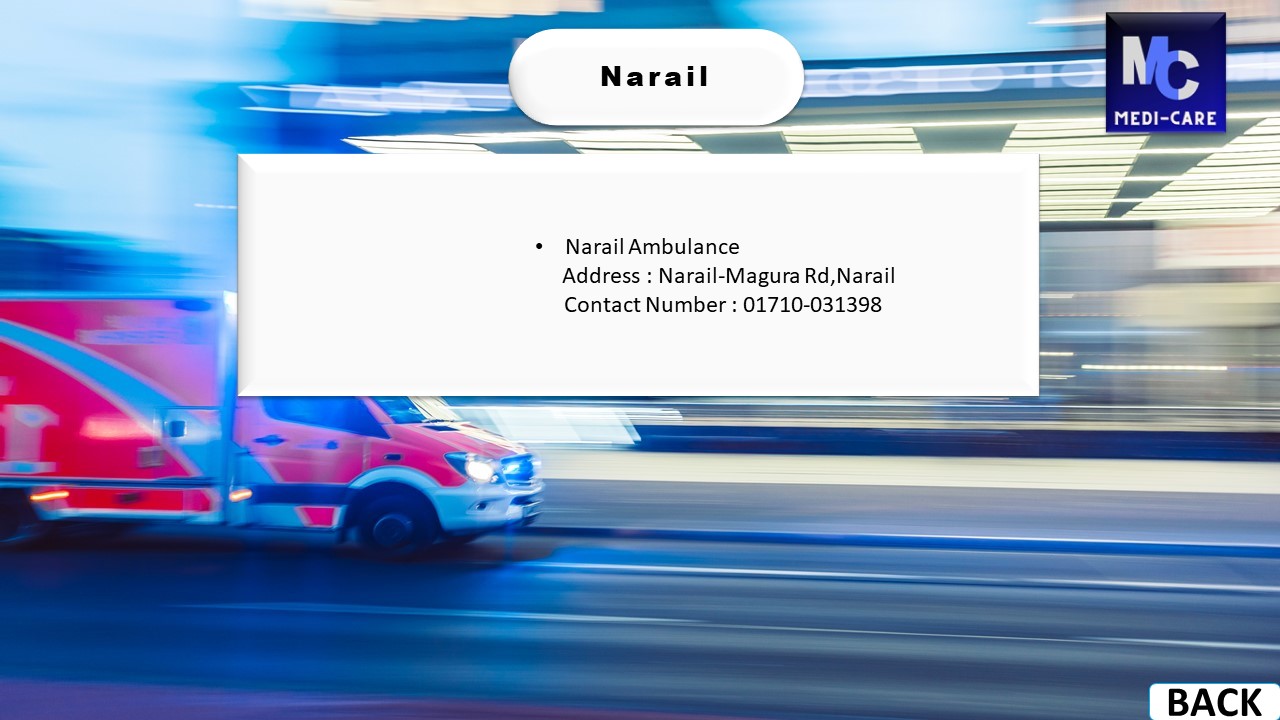 Narail
MC
MEDI-CARE
• Narail Ambulance
Address : Narail-Magura Rd,Narail
Contact Number : 01710-031398
BACK